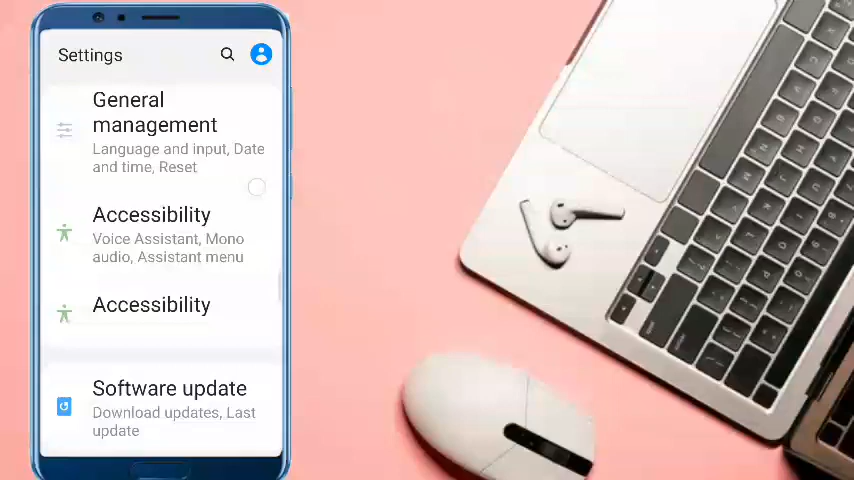 Settings
General
management
Language and input, Date
and time, Reset
Accessibility
Voice Assistant, Mono
audio, Assistant menu
Accessibility
Software update
Download updates, Last
update